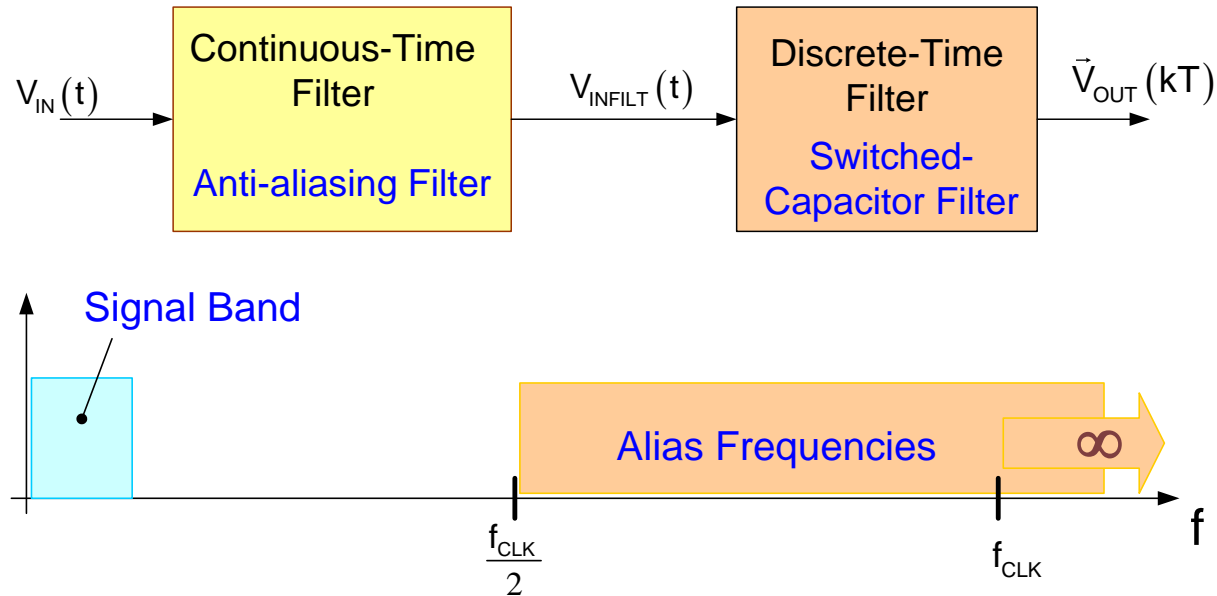 Continuous-Time
Filter
Anti-aliasing Filter
Discrete-Time
Filter
Switched-
Capacitor Filter
V_IN(t)
V_INFILT(t)
V⃗_OUT(kT)
Signal Band
Alias Frequencies
∞
f_CLK
2
f_CLK
f